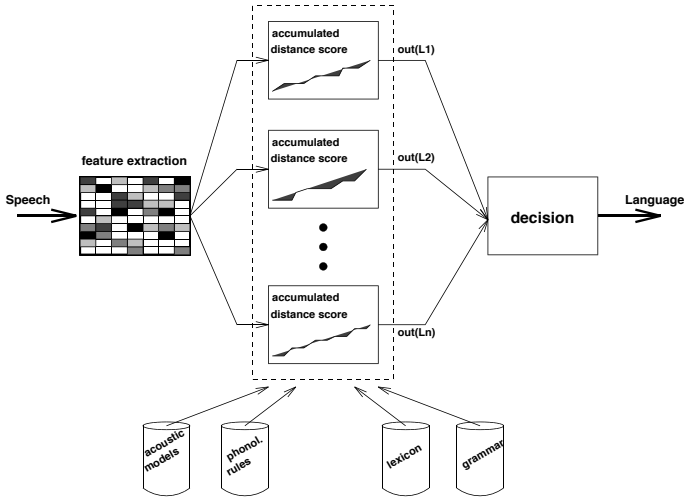 accumulated
distance score
out(L1)
accumulated
distance score
out(L2)
feature extraction
Speech
decision
Language
accumulated
distance score
out(Ln)
acoustic
models
phonol.
rules
lexicon
grammar